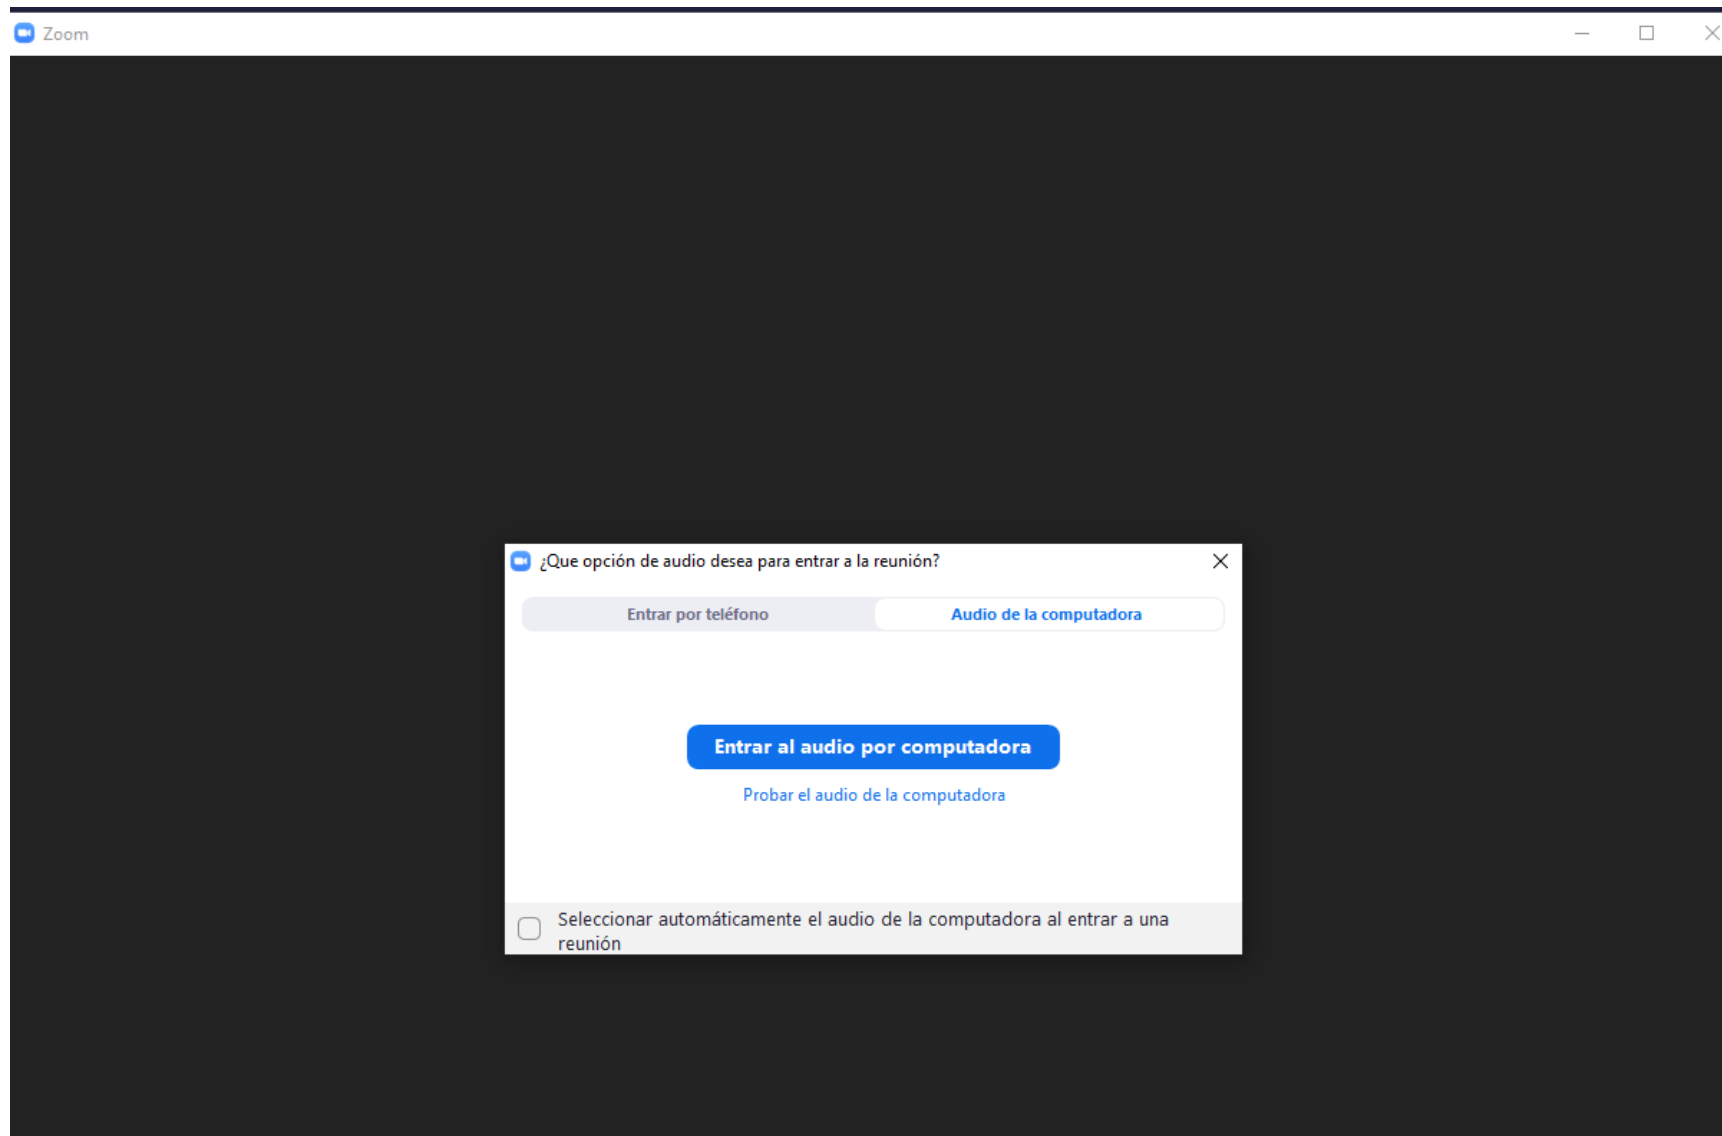 Zoom
¿Que opción de audio desea para entrar a la reunión?
Entrar por teléfono
Audio de la computadora
Entrar al audio por computadora
Probar el audio de la computadora
Seleccionar automáticamente el audio de la computadora al entrar a una
reunión